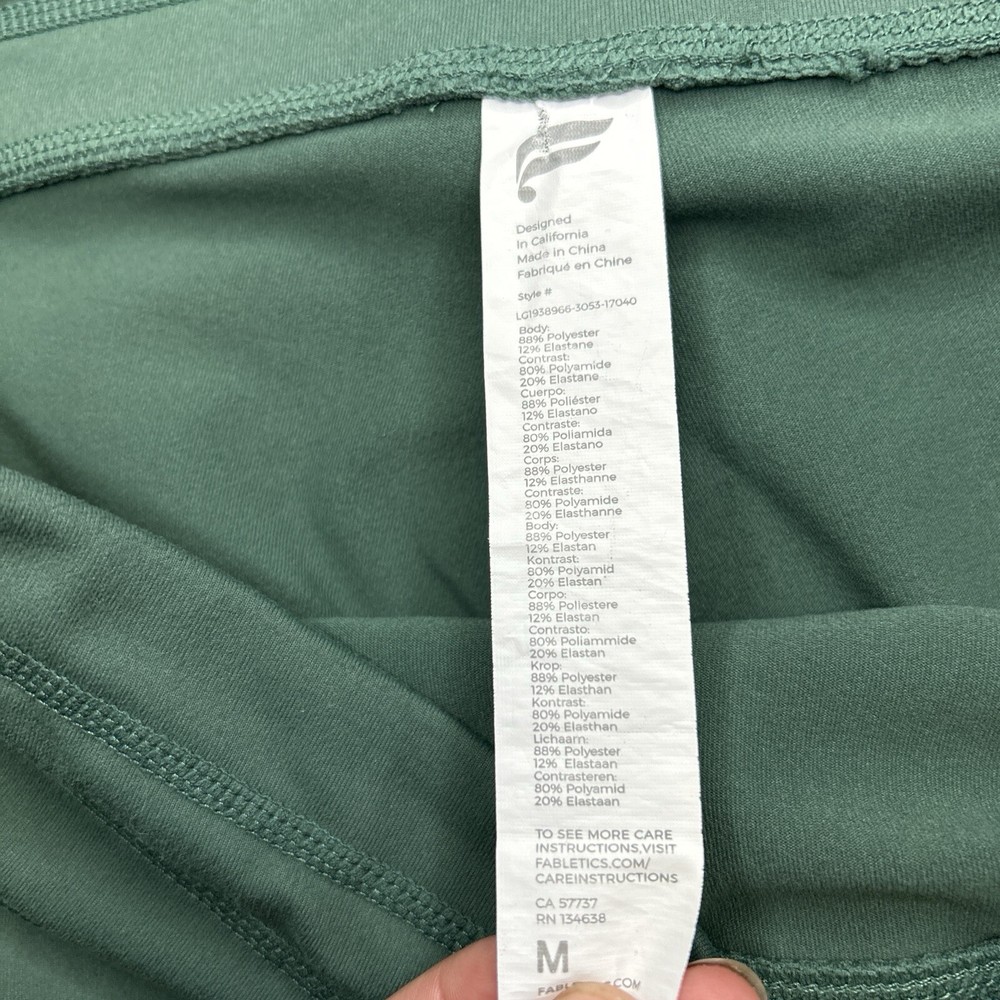 Designed
In California
Made in China
Fabriqué en Chine
Style #
LG1938966-3053-17040
Body:
88% Polyester
12% Elastane
Contrast:
80% Polyamide
20% Elastane
Cuerpo:
88% Poliéster
12% Elastano
Contraste:
80% Poliamida
20% Elastano
Corps:
88% Polyester
12% Elasthanne
Contraste:
80% Polyamide
20% Elasthanne
Body:
88% Polyester
12% Elastan
Kontrast:
80% Polyamid
20% Elastan
Corpo:
88% Poliestere
12% Elastan
Contrasto:
80% Poliammide
20% Elastan
Krop:
88% Polyester
12% Elasthan
Kontrast:
80% Polyamide
20% Elasthan
Lichaam:
88% Polyester
12% Elastaan
Contrasteren:
80% Polyamid
20% Elastaan
TO SEE MORE CARE
INSTRUCTIONS,VISIT
FABLETICS.COM/
CAREINSTRUCTIONS
CA 57737
RN 134638
M
FABLETICS.COM